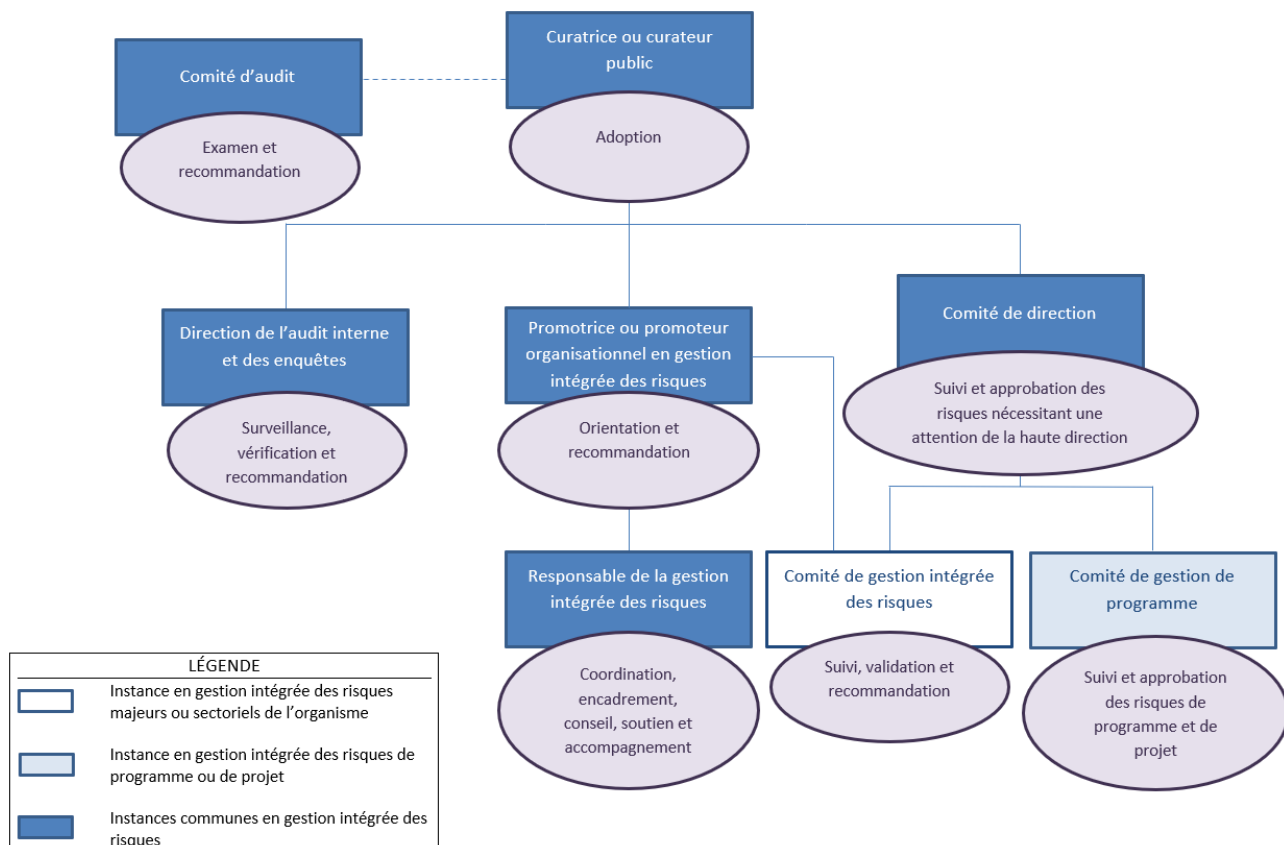 Comité d'audit
Examen et
recommandation
Curatrice ou curateur
public
Adoption
Direction de l'audit interne
et des enquêtes
Surveillance,
vérification et
recommandation
Promotrice ou promoteur
organisationnel en gestion
intégrée des risques
Orientation et
recommandation
Comité de direction
Suivi et approbation des
risques nécessitant une
attention de la haute direction
Responsable de la gestion
intégrée des risques
Coordination,
encadrement,
conseil, soutien et
accompagnement
Comité de gestion intégrée
des risques
Suivi, validation et
recommandation
Comité de gestion de
programme
Suivi et approbation
des risques de
programme et de
projet
LÉGENDE
Instance en gestion intégrée des risques
majeurs ou sectoriels de l'organisme
Instance en gestion intégrée des risques de
programme ou de projet
Instances communes en gestion intégrée des
risques